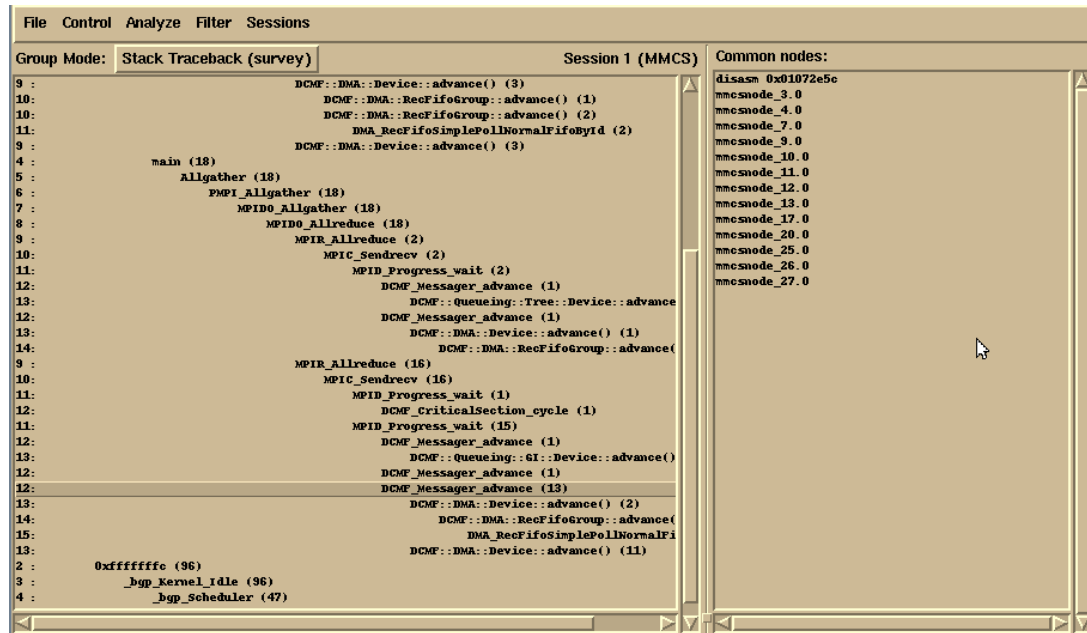 File Control Analyze Filter Sessions
Group Mode: Stack Traceback (survey) Session 1 (MMCS)
9 : DCMF::DMA::Device::advance() (3)
10: DCMF::DMA::RecFifoGroup::advance() (1)
10: DCMF::DMA::RecFifoGroup::advance() (2)
11: DMA_RecFifoSimplePollNormalFifoById (2)
9 : DCMF::DMA::Device::advance() (3)
4 : main (18)
5 : Allgather (18)
6 : PMPI_Allgather (18)
7 : MPIDO_Allgather (18)
8 : MPIDO_Allreduce (18)
9 : MPIR_Allreduce (2)
10: MPIC_Sendrecv (2)
11: MPID_Progress_wait (2)
12: DCMF_Messager_advance (1)
13: DCMF::Queueing::Tree::Device::advance
12: DCMF_Messager_advance (1)
13: DCMF::DMA::Device::advance() (1)
14: DCMF::DMA::RecFifoGroup::advance(
9 : MPIR_Allreduce (16)
10: MPIC_Sendrecv (16)
11: MPID_Progress_wait (1)
12: DCMF_CriticalSection_cycle (1)
11: MPID_Progress_wait (15)
12: DCMF_Messager_advance (1)
13: DCMF::Queueing::GI::Device::advance()
12: DCMF_Messager_advance (1)
12: DCMF_Messager_advance (13)
13: DCMF::DMA::Device::advance() (2)
14: DCMF::DMA::RecFifoGroup::advance(
15: DMA_RecFifoSimplePollNormalFi
13: DCMF::DMA::Device::advance() (11)
2 : 0xfffffffc (96)
3 : _bgp_Kernel_Idle (96)
4 : _bgp_Scheduler (47)
Common nodes:
disasm 0x01072e5c
mmcsnode_3.0
mmcsnode_4.0
mmcsnode_7.0
mmcsnode_9.0
mmcsnode_10.0
mmcsnode_11.0
mmcsnode_12.0
mmcsnode_13.0
mmcsnode_17.0
mmcsnode_20.0
mmcsnode_25.0
mmcsnode_26.0
mmcsnode_27.0